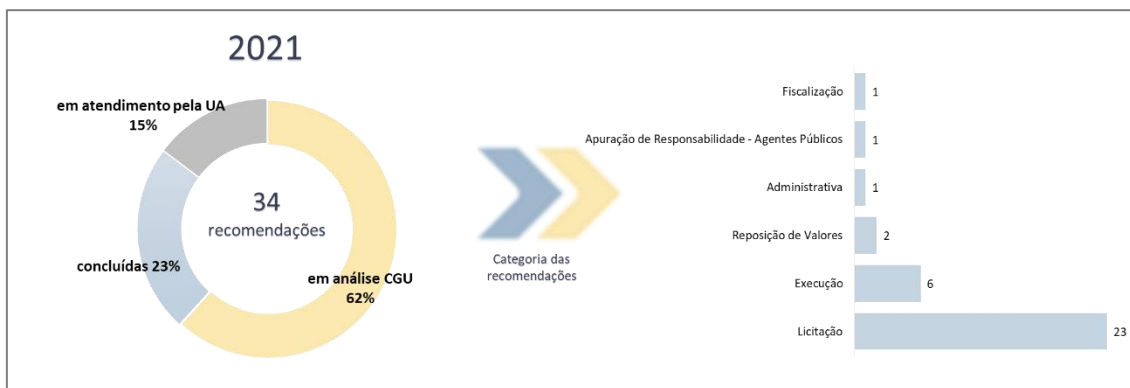 2021
em atendimento pela UA
15%
34
recomendações
concluídas 23%
em análise CGU
62%
Categoria das
recomendações
Fiscalização 1
Apuração de Responsabilidade - Agentes Públicos 1
Administrativa 1
Reposição de Valores 2
Execução 6
Licitação 23